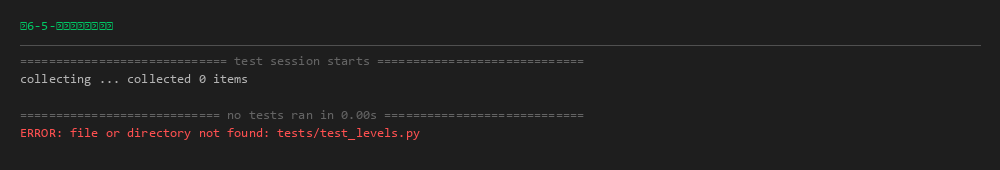 6-5-
============================= test session starts =============================
collecting ... collected 0 items
============================ no tests ran in 0.00s ============================
ERROR: file or directory not found: tests/test_levels.py